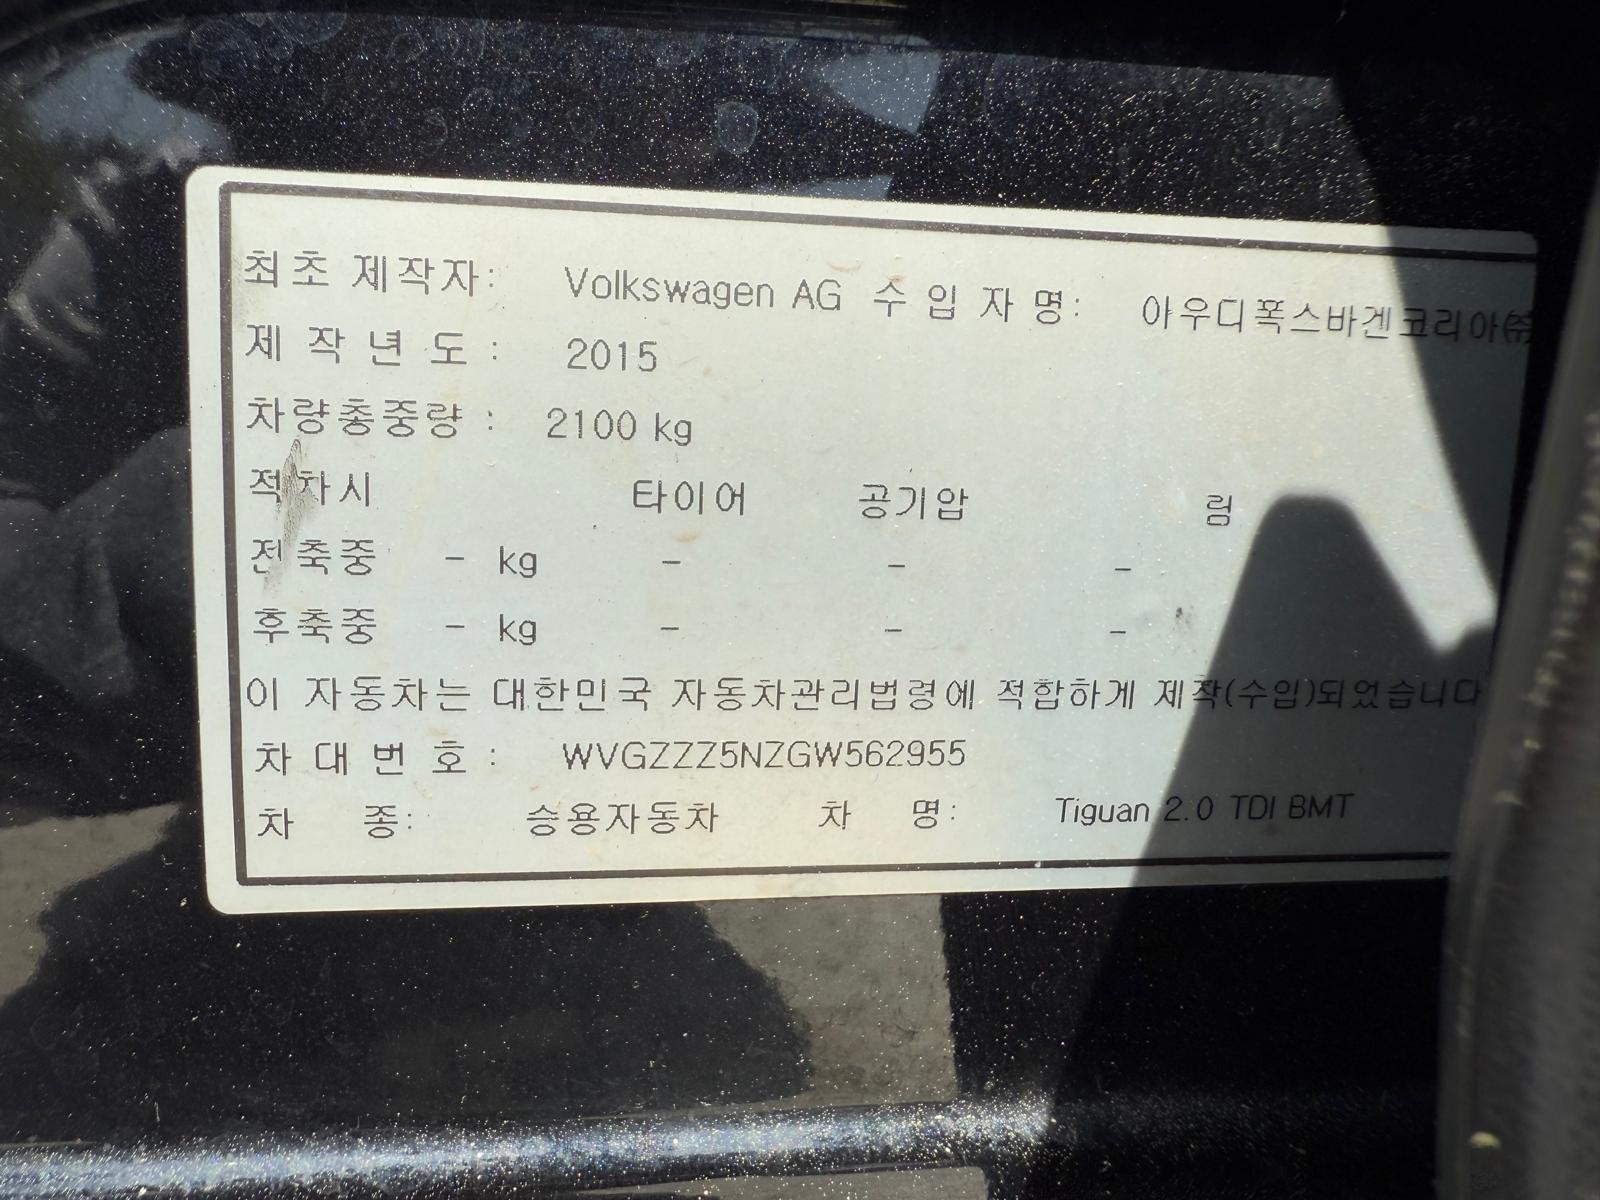 최초 제작자: Volkswagen AG 수입자명: 아우디폭스바겐코리아㈜
제작년도: 2015
차량총중량: 2100 kg
적차시 타이어 공기압 림
전축중 - kg - - -
후축중 - kg - - -
이 자동차는 대한민국 자동차관리법령에 적합하게 제작(수입)되었습니다
차대번호: WVGZZZ5NZGW562955
차 종: 승용자동차 차 명: Tiguan 2.0 TDI BMT